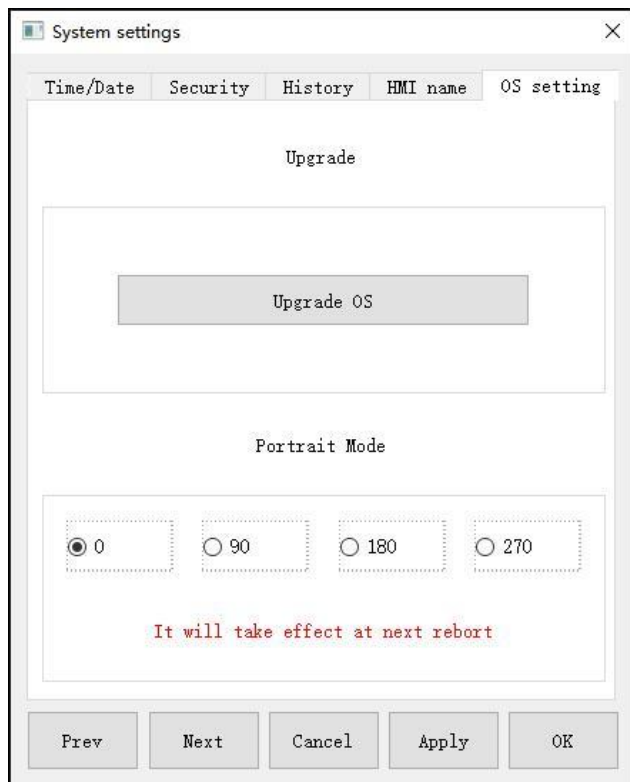 System settings
Time/Date Security History HMI name OS setting
Upgrade
Upgrade OS
Portrait Mode
0 90 180 270
It will take effect at next rebort
Prev Next Cancel Apply OK